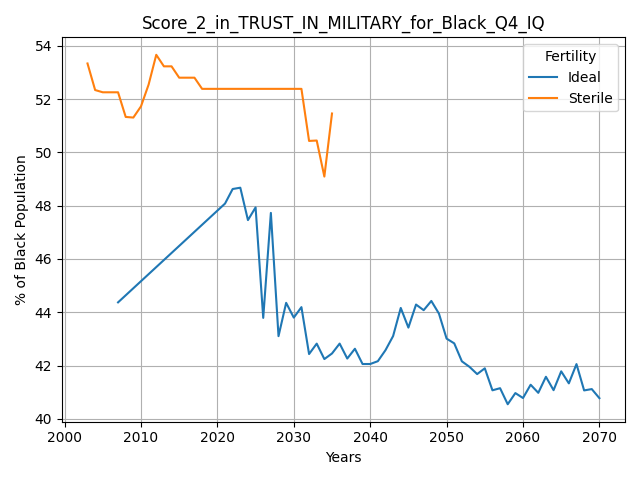 Score_2_in_TRUST_IN_MILITARY_for_Black_Q4_IQ
Fertility
Ideal
Sterile
% of Black Population
54
52
50
48
46
44
42
40
2000
2010
2020
2030
2040
2050
2060
2070
Years